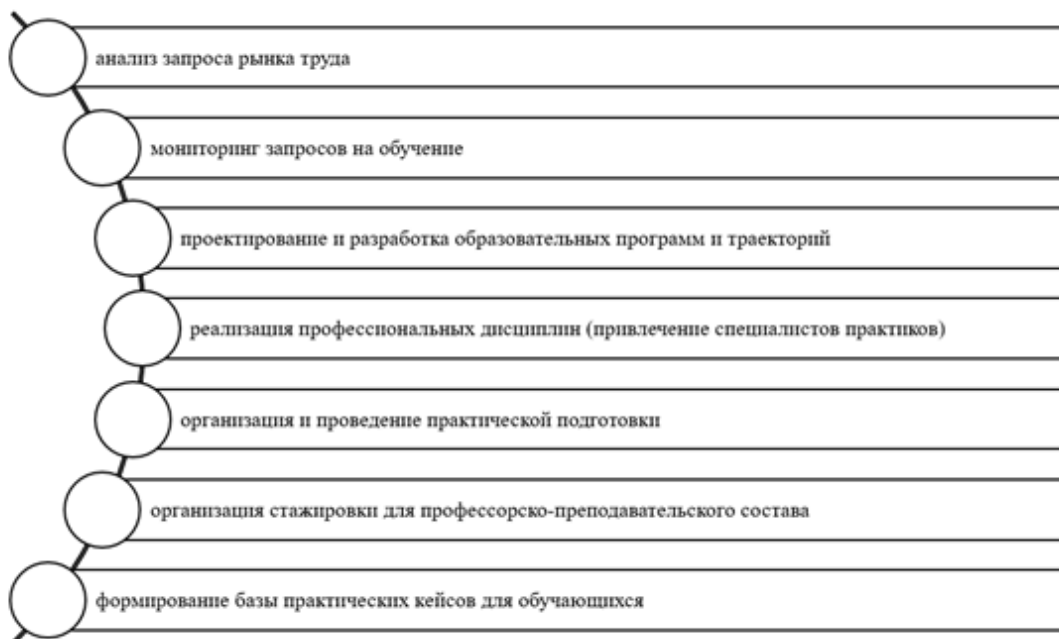 анализ запроса рынка труда
мониторинг запросов на обучение
проектирование и разработка образовательных программ и траекторий
реализация профессиональных дисциплин (привлечение специалистов практиков)
организация и проведение практической подготовки
организация стажировки для профессорско-преподавательского состава
формирование базы практических кейсов для обучающихся